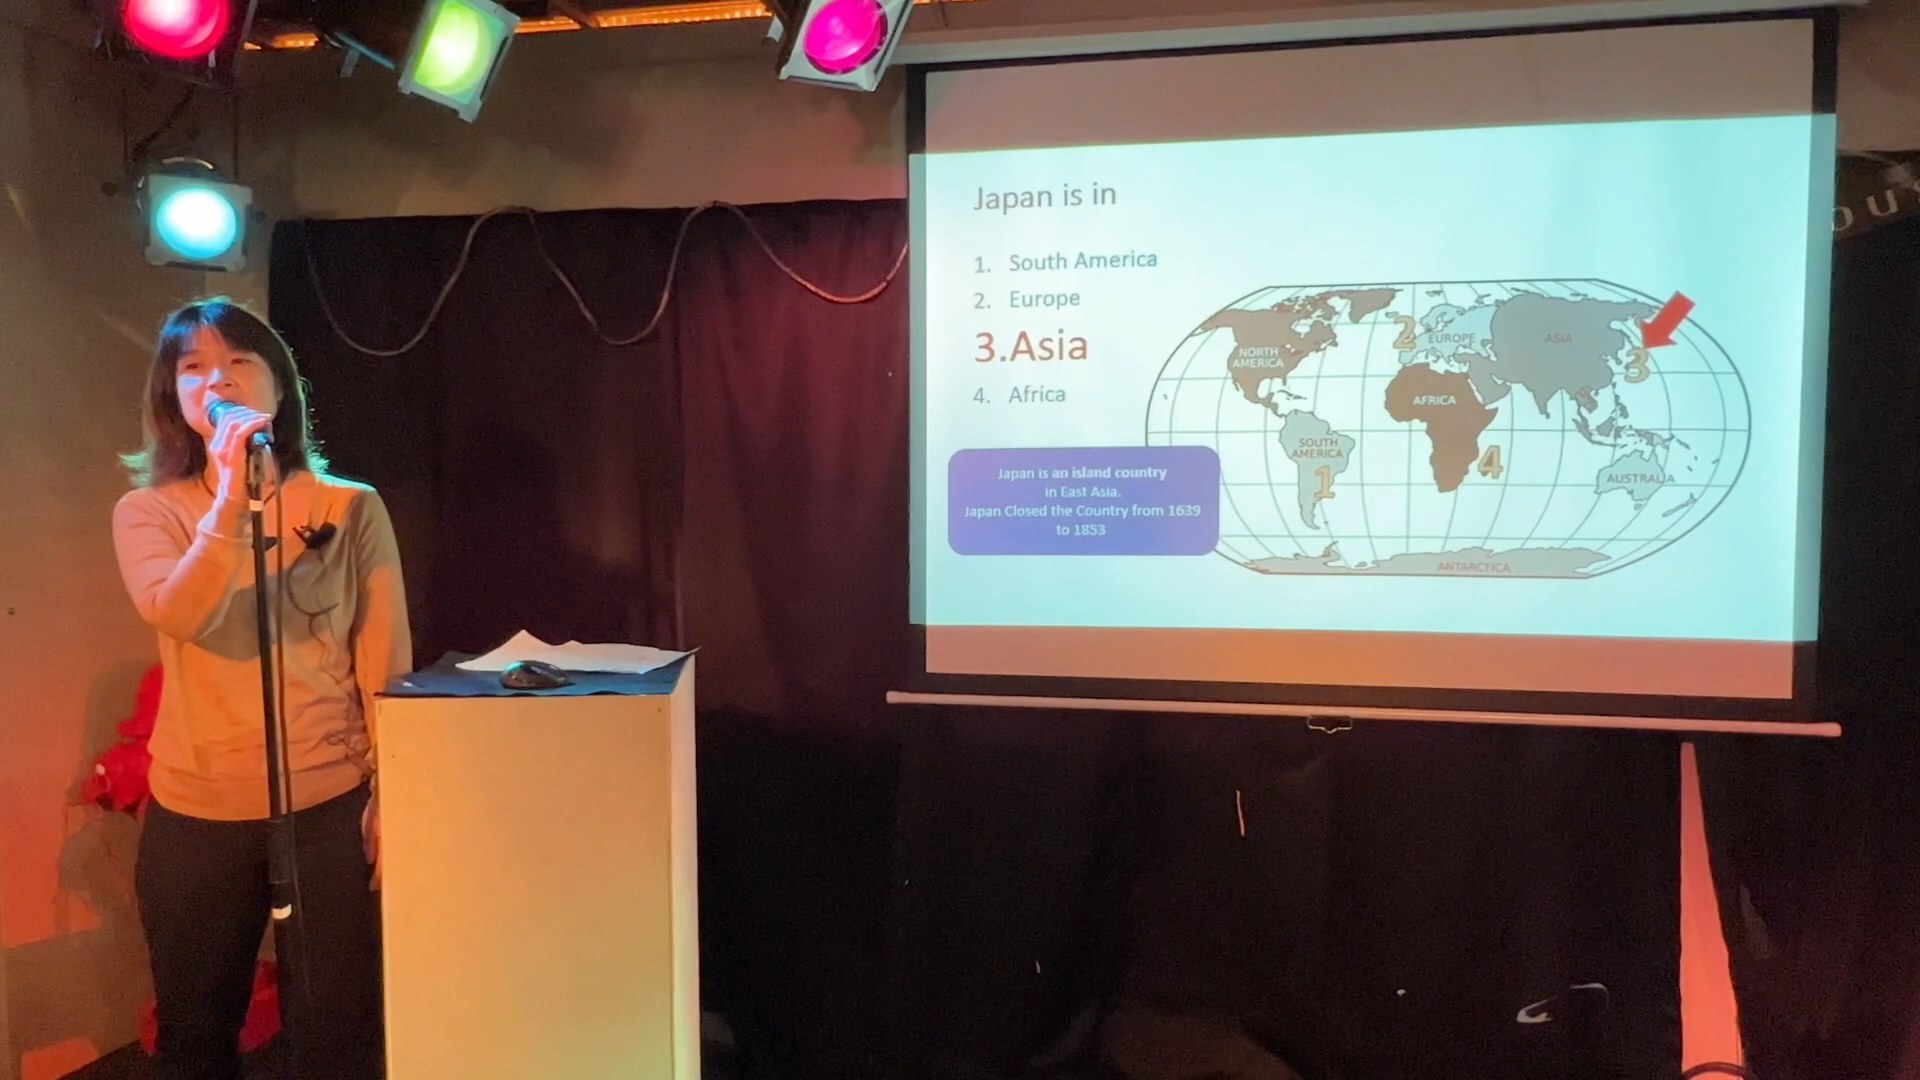 Japan is in
1. South America
2. Europe
3.Asia
4. Africa
Japan is an island country
in East Asia.
Japan Closed the Country from 1639
to 1853
NORTH
AMERICA
2
EUROPE
ASIA
3
AFRICA
SOUTH
AMERICA
1
4
AUSTRALIA
ANTARCTICA